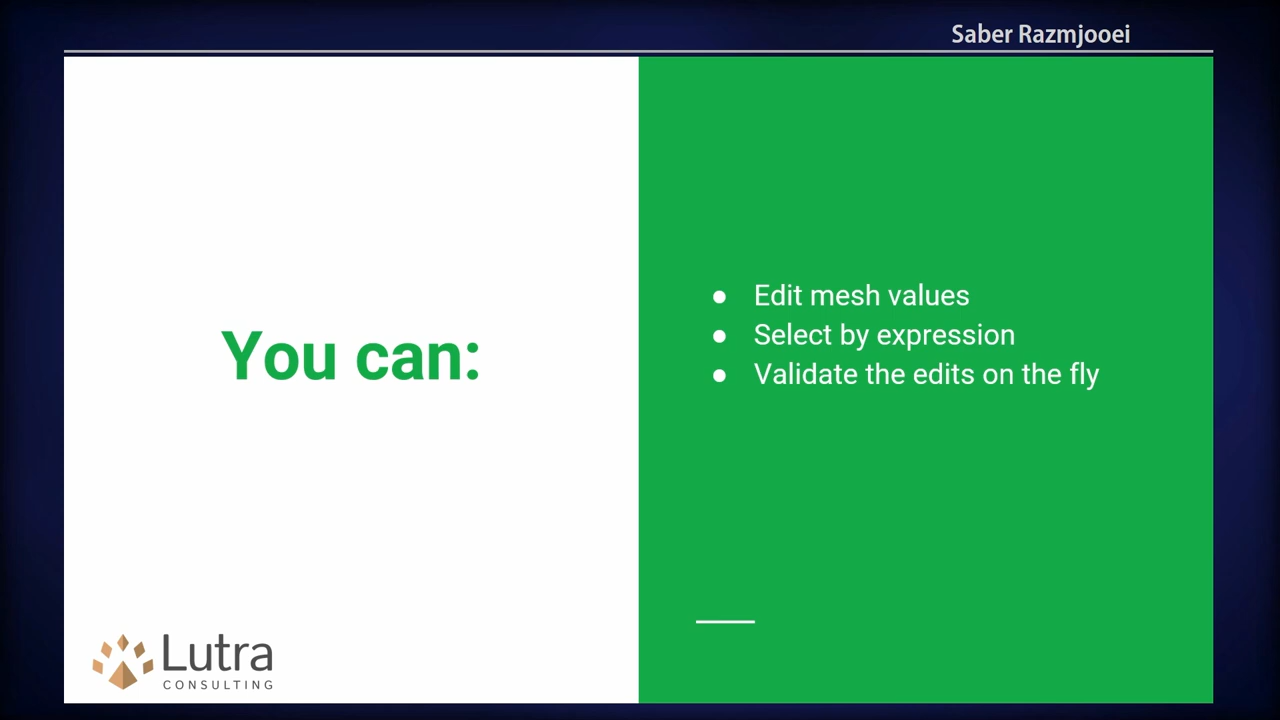 Saber Razmjooei
You can:
● Edit mesh values
● Select by expression
● Validate the edits on the fly
Lutra
CONSULTING